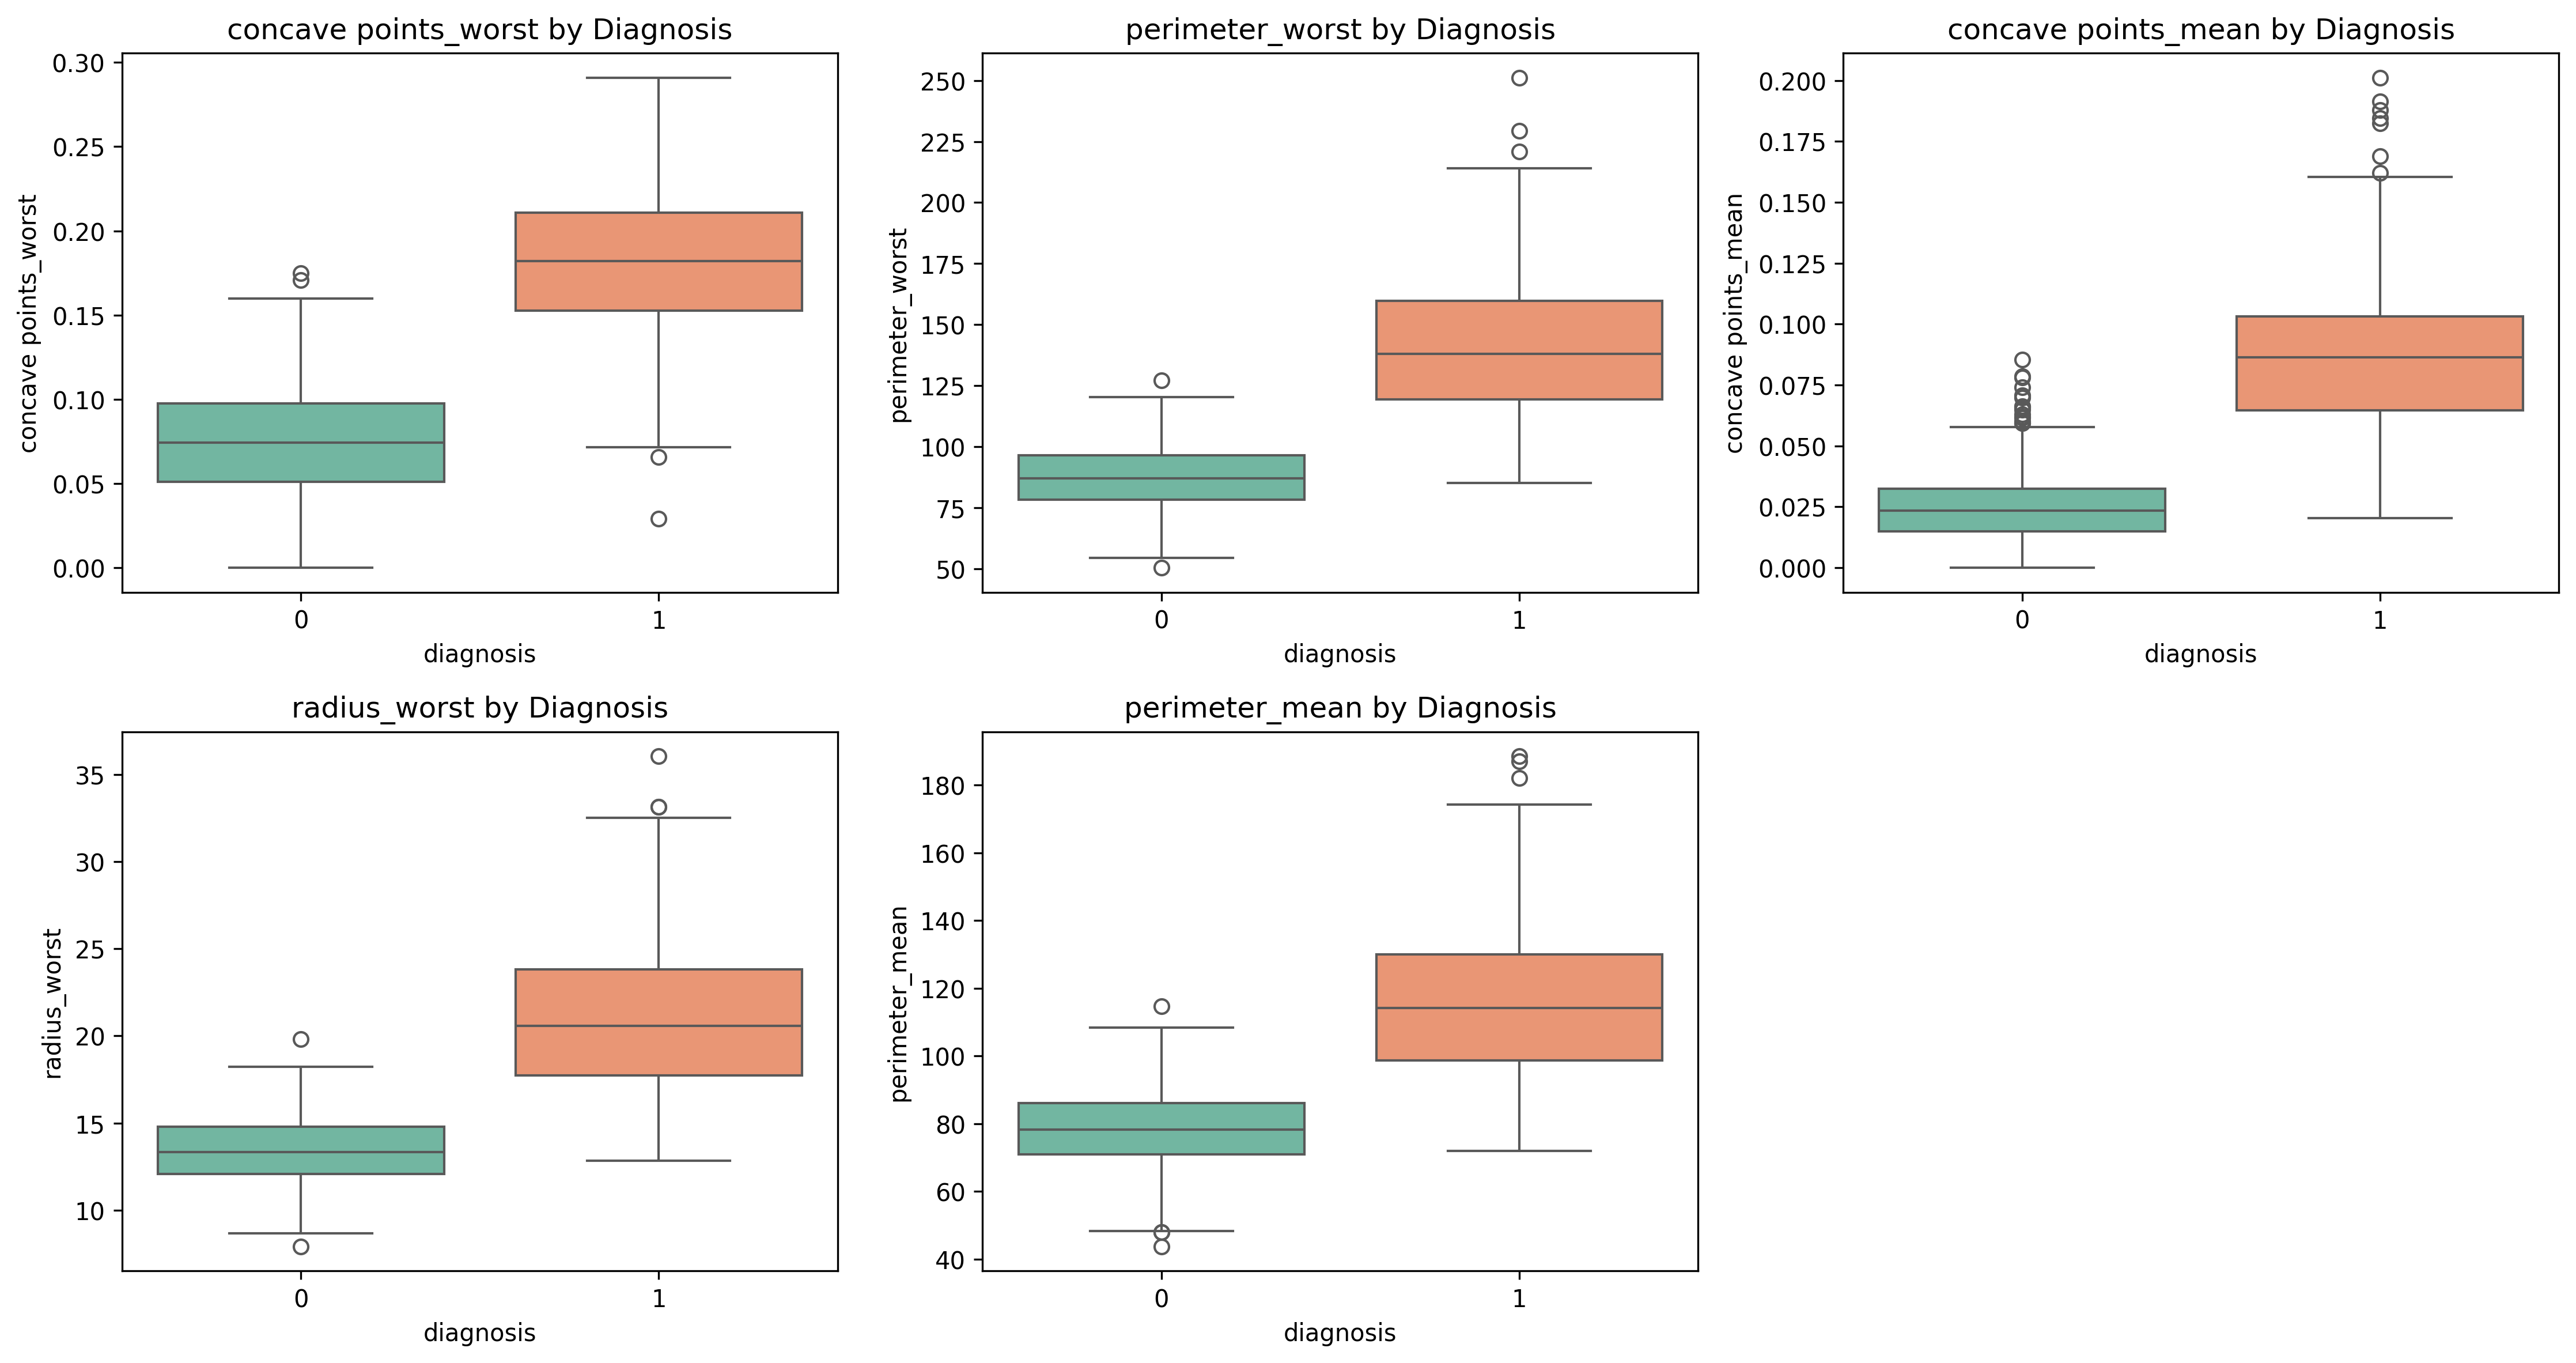 concave points_worst by Diagnosis
concave points_worst
0.30
0.25
0.20
0.15
0.10
0.05
0.00
0 1
diagnosis
perimeter_worst by Diagnosis
perimeter_worst
250
225
200
175
150
125
100
75
50
0 1
diagnosis
concave points_mean by Diagnosis
concave points_mean
0.200
0.175
0.150
0.125
0.100
0.075
0.050
0.025
0.000
0 1
diagnosis
radius_worst by Diagnosis
radius_worst
35
30
25
20
15
10
0 1
diagnosis
perimeter_mean by Diagnosis
perimeter_mean
180
160
140
120
100
80
60
40
0 1
diagnosis